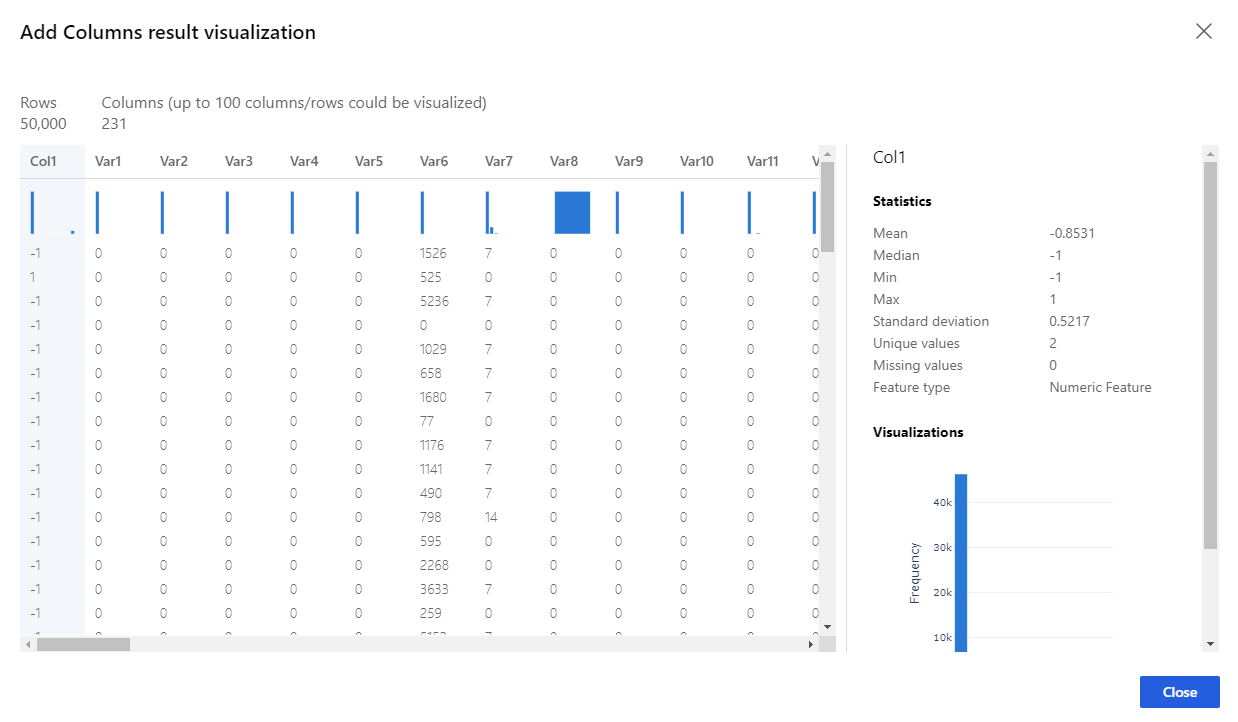 Add Columns result visualization
Rows Columns (up to 100 columns/rows could be visualized)
50,000 231
Col1 Var1 Var2 Var3 Var4 Var5 Var6 Var7 Var8 Var9 Var10 Var11 V
-1 0 0 0 0 0 1526 7 0 0 0 0 0
1 0 0 0 0 0 525 0 0 0 0 0 0
-1 0 0 0 0 0 5236 7 0 0 0 0 0
-1 0 0 0 0 0 0 0 0 0 0 0 0
-1 0 0 0 0 0 1029 7 0 0 0 0 0
-1 0 0 0 0 0 658 7 0 0 0 0 0
-1 0 0 0 0 0 1680 7 0 0 0 0 0
-1 0 0 0 0 0 77 0 0 0 0 0 0
-1 0 0 0 0 0 1176 7 0 0 0 0 0
-1 0 0 0 0 0 1141 7 0 0 0 0 0
-1 0 0 0 0 0 490 7 0 0 0 0 0
-1 0 0 0 0 0 798 14 0 0 0 0 0
-1 0 0 0 0 0 595 0 0 0 0 0 0
-1 0 0 0 0 0 2268 0 0 0 0 0 0
-1 0 0 0 0 0 3633 7 0 0 0 0 0
-1 0 0 0 0 0 259 0 0 0 0 0 0
Col1
Statistics
Mean -0.8531
Median -1
Min -1
Max 1
Standard deviation 0.5217
Unique values 2
Missing values 0
Feature type Numeric Feature
Visualizations
40k
30k
Frequency
20k
10k
Close